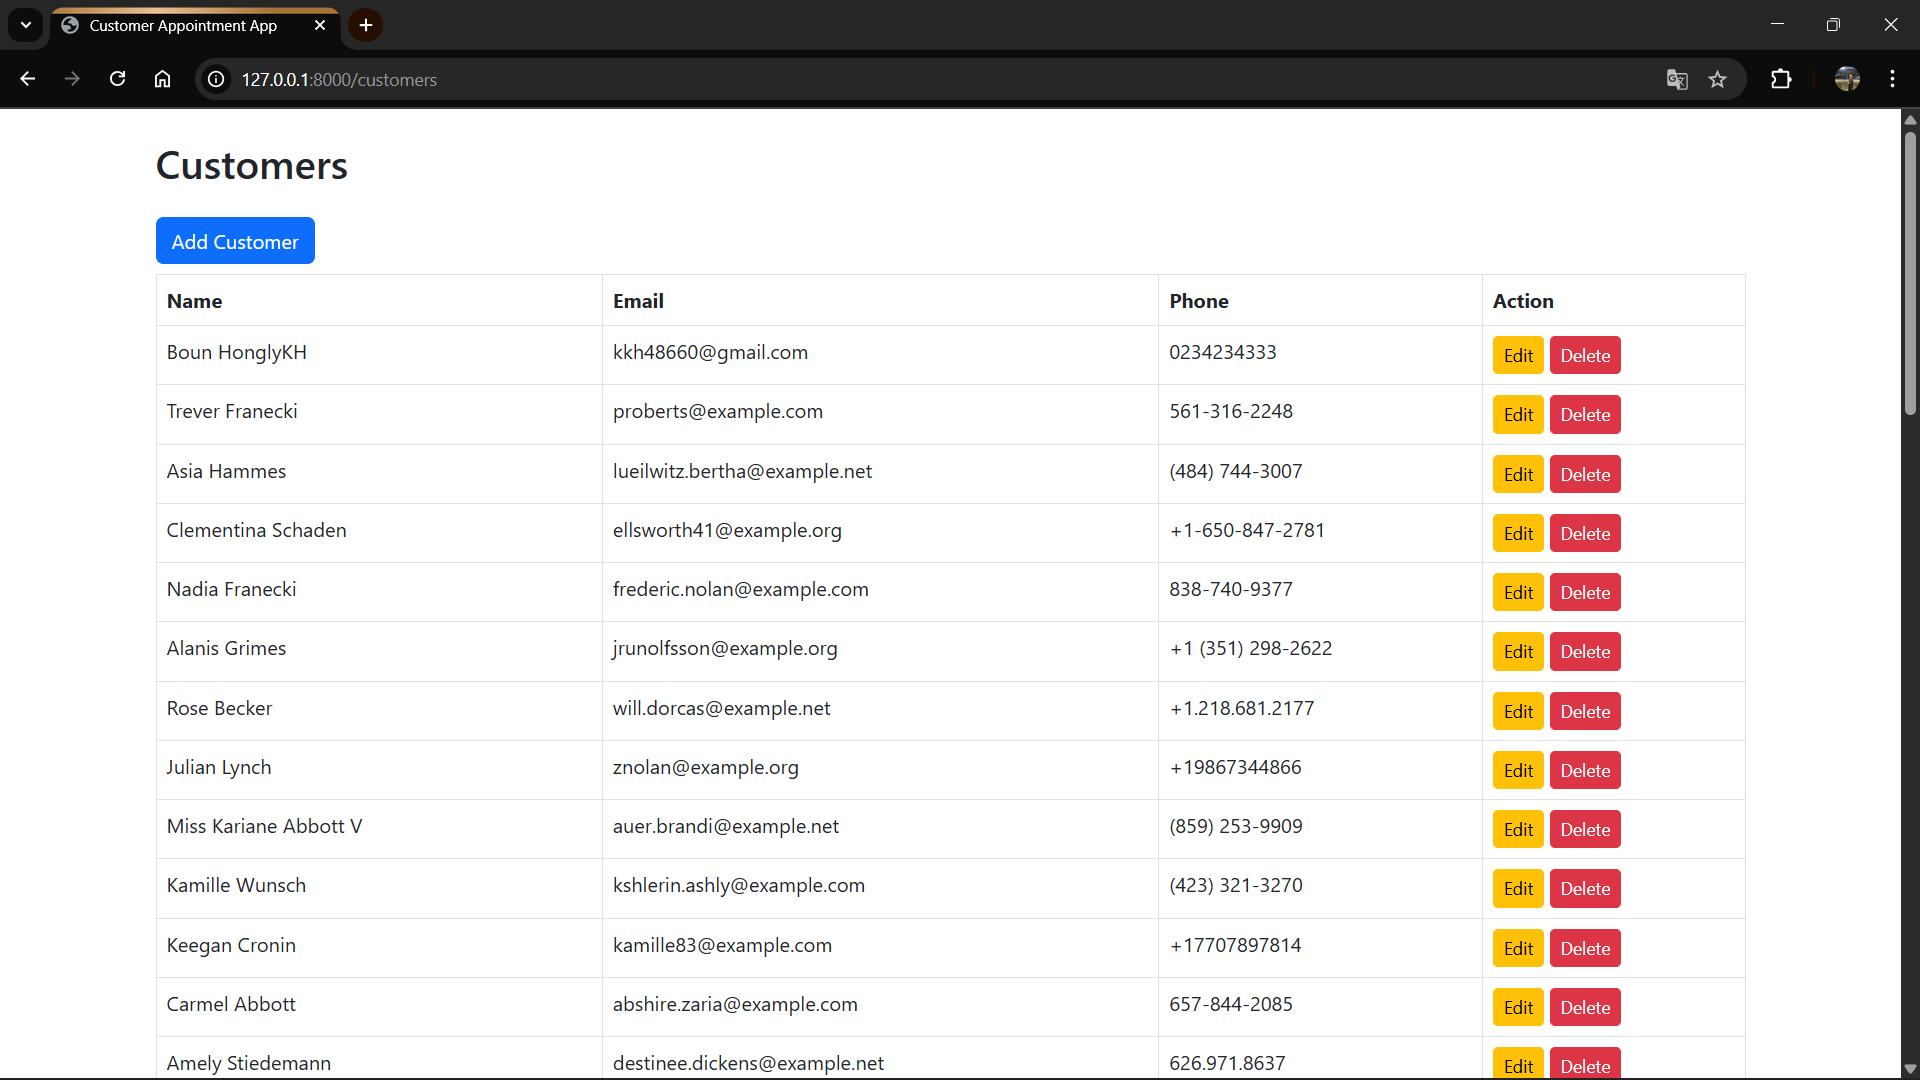 Customer Appointment App
127.0.0.1:8000/customers
Customers
Add Customer
Name Email Phone Action
Boun HonglyKH kkh48660@gmail.com 0234234333 Edit Delete
Trever Franecki proberts@example.com 561-316-2248 Edit Delete
Asia Hammes lueilwitz.bertha@example.net (484) 744-3007 Edit Delete
Clementina Schaden ellsworth41@example.org +1-650-847-2781 Edit Delete
Nadia Franecki frederic.nolan@example.com 838-740-9377 Edit Delete
Alanis Grimes jrunolfsson@example.org +1 (351) 298-2622 Edit Delete
Rose Becker will.dorcas@example.net +1.218.681.2177 Edit Delete
Julian Lynch znolan@example.org +19867344866 Edit Delete
Miss Kariane Abbott V auer.brandi@example.net (859) 253-9909 Edit Delete
Kamille Wunsch kshlerin.ashly@example.com (423) 321-3270 Edit Delete
Keegan Cronin kamille83@example.com +17707897814 Edit Delete
Carmel Abbott abshire.zaria@example.com 657-844-2085 Edit Delete
Amely Stiedemann destinee.dickens@example.net 626.971.8637 Edit Delete